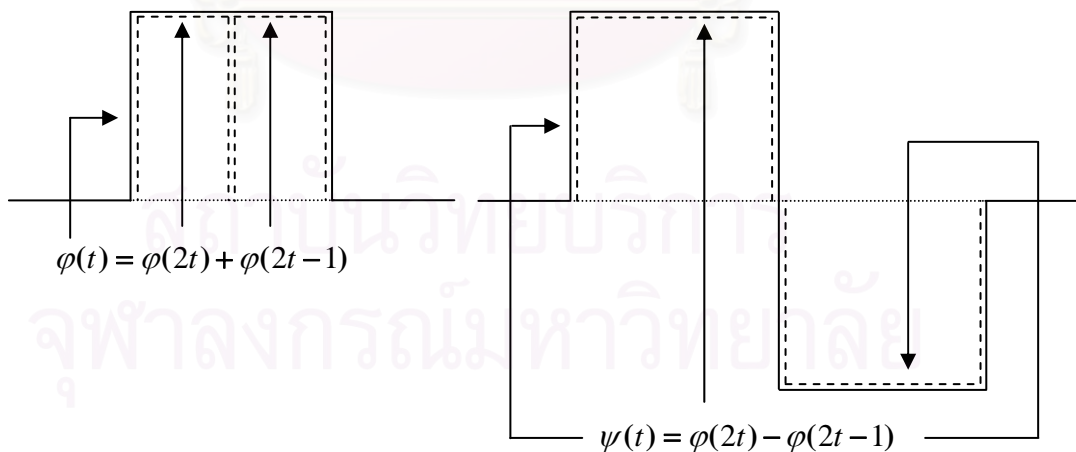 สถาบันวิทยบริการ
φ(t) = φ(2t) + φ(2t−1)
จุฬาลงกรณ์มหาวิทยาลัย
ψ(t) = φ(2t) − φ(2t−1)